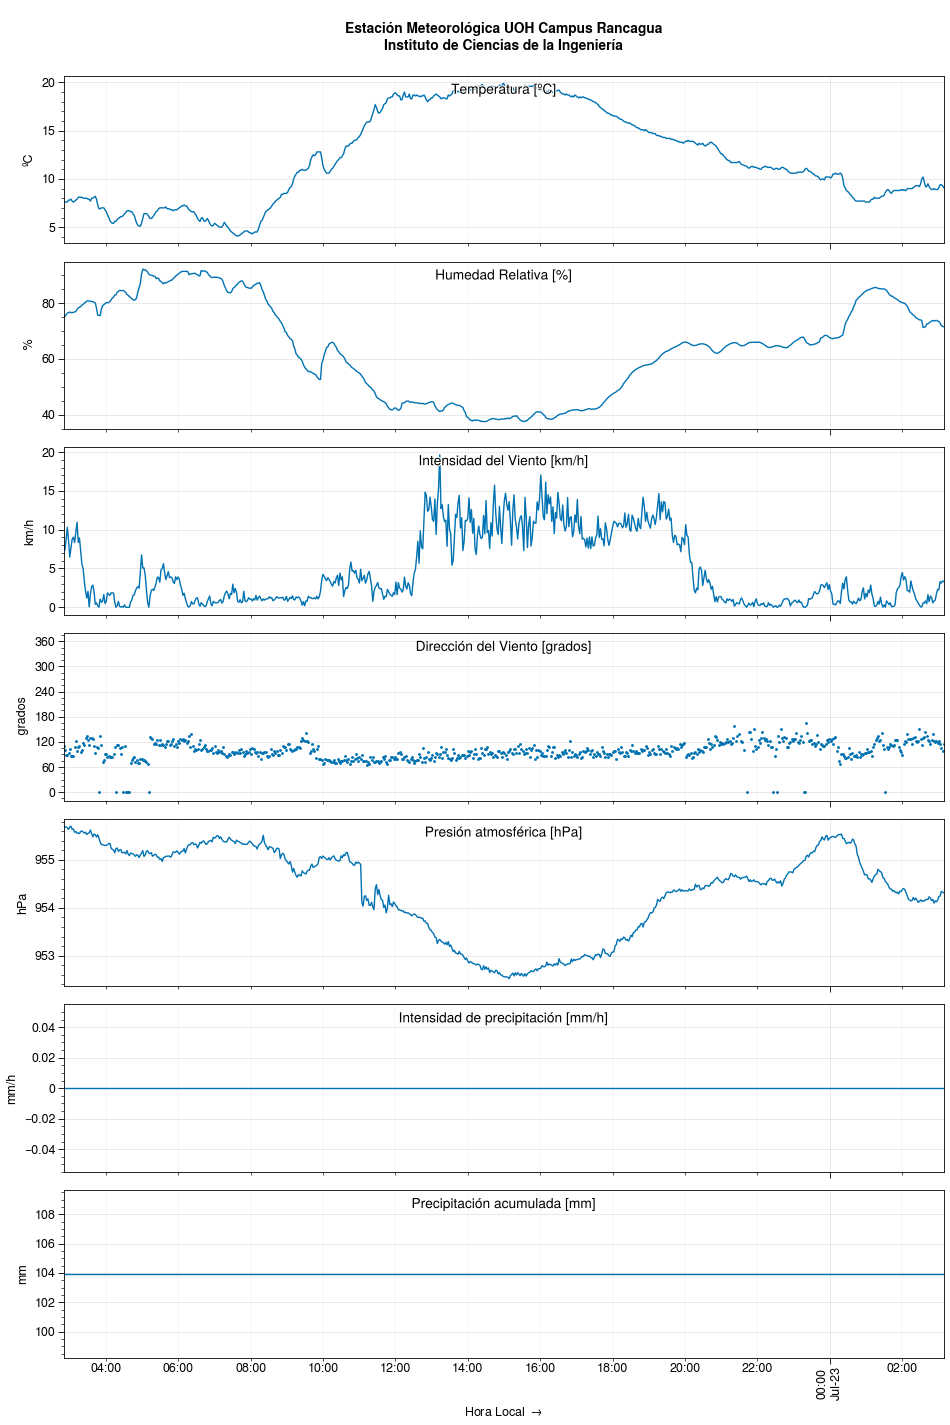 Estación Meteorológica UOH Campus Rancagua
Instituto de Ciencias de la Ingeniería
Temperatura [ºC]
20
15
10
5
ºC
Humedad Relativa [%]
80
60
40
%
Intensidad del Viento [km/h]
20
15
10
5
0
km/h
Dirección del Viento [grados]
360
300
240
180
120
60
0
grados
Presión atmosférica [hPa]
955
954
953
hPa
Intensidad de precipitación [mm/h]
0.04
0.02
0
−0.02
−0.04
mm/h
Precipitación acumulada [mm]
108
106
104
102
100
mm
04:00 06:00 08:00 10:00 12:00 14:00 16:00 18:00 20:00 22:00 00:00 02:00
Jul-23
Hora Local →